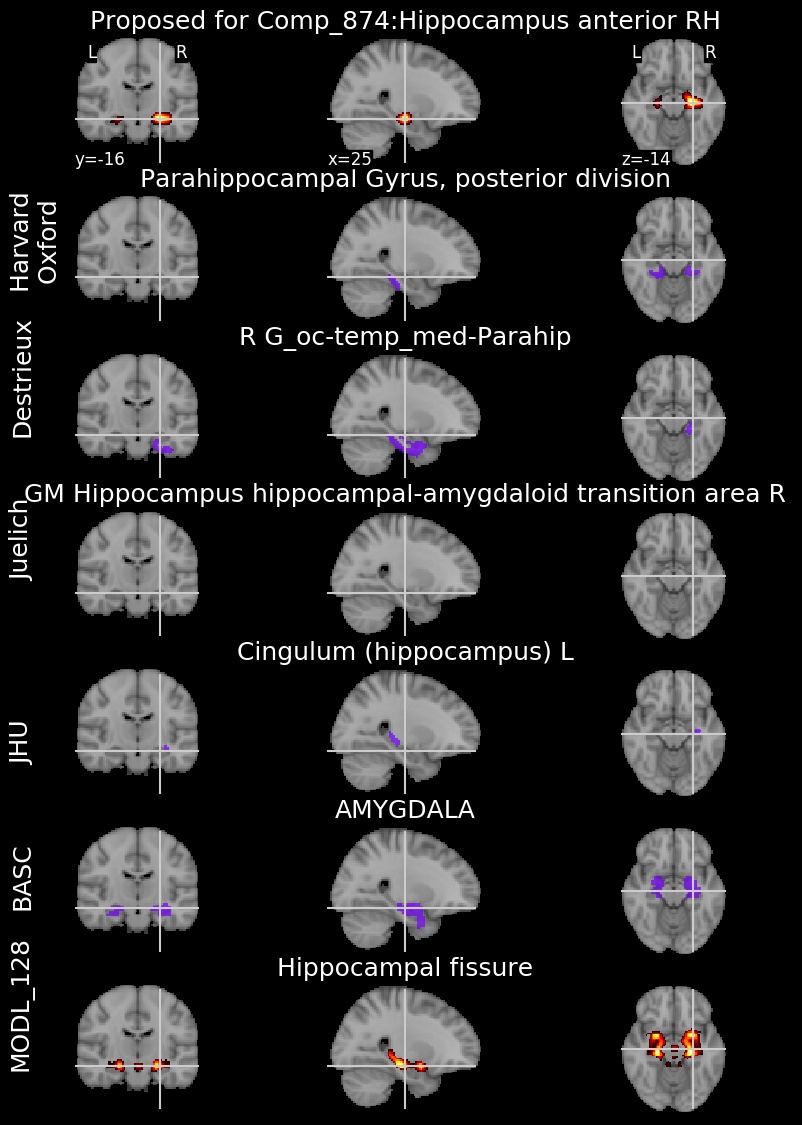 Proposed for Comp_874:Hippocampus anterior RH
L R L R
y=-16 x=25 z=-14
Parahippocampal Gyrus, posterior division
Harvard
Oxford
R G_oc-temp_med-Parahip
Destrieux
GM Hippocampus hippocampal-amygdaloid transition area R
Juelich
Cingulum (hippocampus) L
JHU
AMYGDALA
BASC
Hippocampal fissure
MODL_128